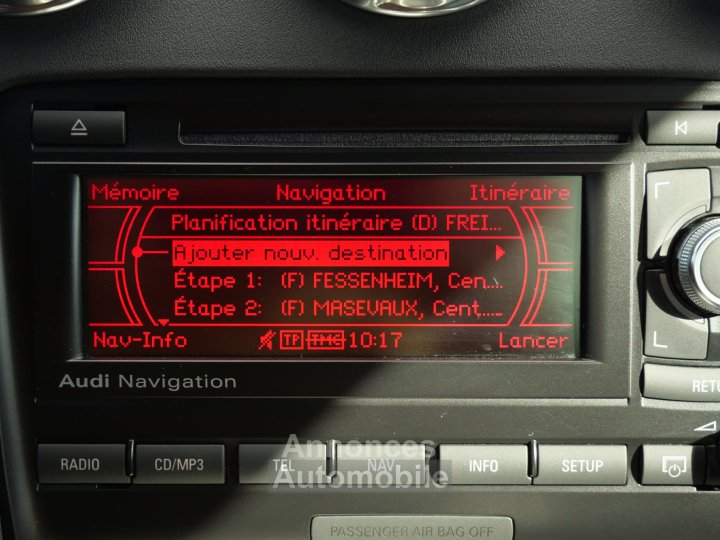 Mémoire Navigation Itinéraire
Planification itinéraire (D) FREI...
Ajouter nouv. destination
Étape 1: (F) FESSENHEIM, Cen...
Étape 2: (F) MASEVAUX, Cent...
Nav-Info TP TMC 10:17 Lancer
Audi Navigation
RADIO CD/MP3 TEL NAV INFO SETUP
Annonces
Automobile
PASSENGER AIR BAG OFF